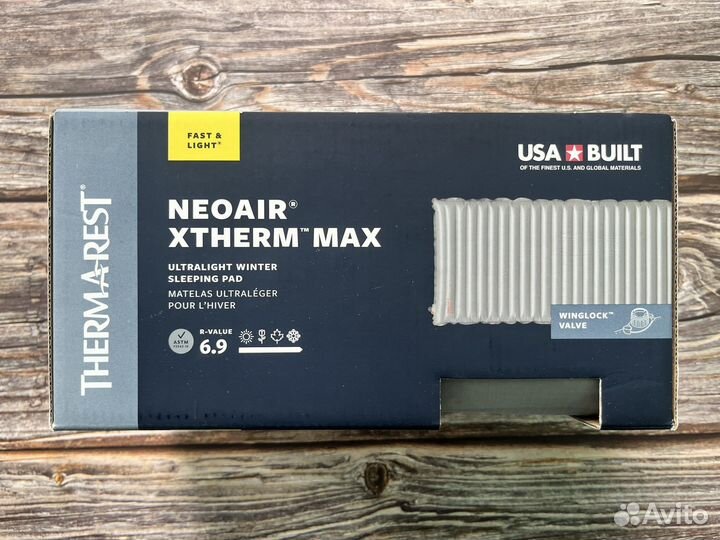 FAST &
LIGHT®
USA ★ BUILT
OF THE FINEST U.S. AND GLOBAL MATERIALS
THERM-A-REST®
NEOAIR®
XTHERM™ MAX
ULTRALIGHT WINTER
SLEEPING PAD
MATELAS ULTRALÉGER
POUR L'HIVER
WINGLOCK™
VALVE
ASTM
R-VALUE
6.9
Avito